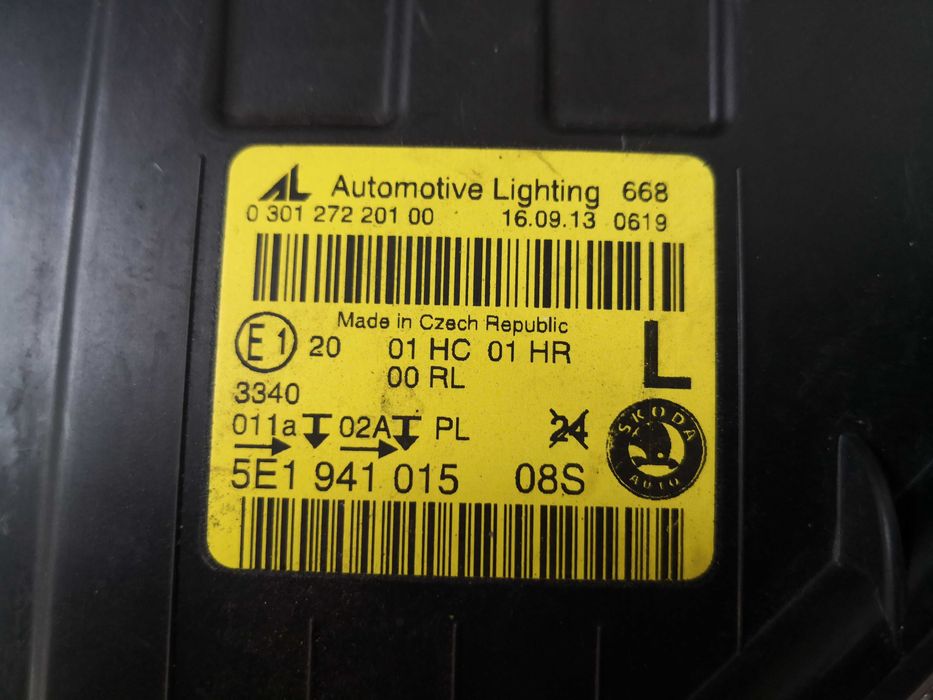 AL Automotive Lighting 668
0 301 272 201 00 16.09.13 0619
Made in Czech Republic
E1 20 01 HC 01 HR L
00 RL
3340
011a 02A PL 24
5E1 941 015 08S
ŠKODA
AUTO